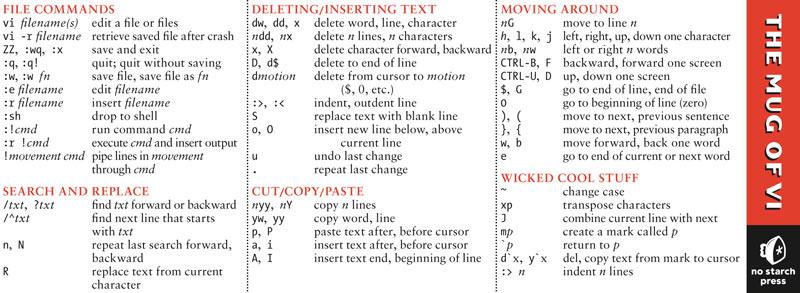 FILE COMMANDS
vi filename(s) edit a file or files
vi -r filename retrieve saved file after crash
ZZ, :wq, :x save and exit
:q, :q! quit; quit without saving
:w, :w fn save file, save file as fn
:e filename edit filename
:r filename insert filename
:sh drop to shell
:!cmd run command cmd
:r !cmd execute cmd and insert output
!movement cmd pipe lines in movement
through cmd
SEARCH AND REPLACE
/txt, ?txt find txt forward or backward
/^txt find next line that starts
with txt
n, N repeat last search forward,
backward
R replace text from current
character
DELETING/INSERTING TEXT
dw, dd, x delete word, line, character
ndd, nx delete n lines, n characters
x, X delete character forward, backward
D, d$ delete to end of line
dmotion delete from cursor to motion
($, 0, etc.)
:>, :< indent, outdent line
S replace text with blank line
o, O insert new line below, above
current line
u undo last change
. repeat last change
CUT/COPY/PASTE
nyy, nY copy n lines
yw, yy copy word, line
p, P paste text after, before cursor
a, i insert text after, before cursor
A, I insert text end, beginning of line
MOVING AROUND
nG move to line n
h, l, k, j left, right, up, down one character
nb, nw left or right n words
CTRL-B, F backward, forward one screen
CTRL-U, D up, down one screen
$, G go to end of line, end of file
0 go to beginning of line (zero)
), ( move to next, previous sentence
}, { move to next, previous paragraph
w, b move forward, back one word
e go to end of current or next word
WICKED COOL STUFF
~ change case
xp transpose characters
J combine current line with next
mp create a mark called p
`p return to p
d`x, y`x del, copy text from mark to cursor
:> n indent n lines
THE MUG OF VI
no starch
press